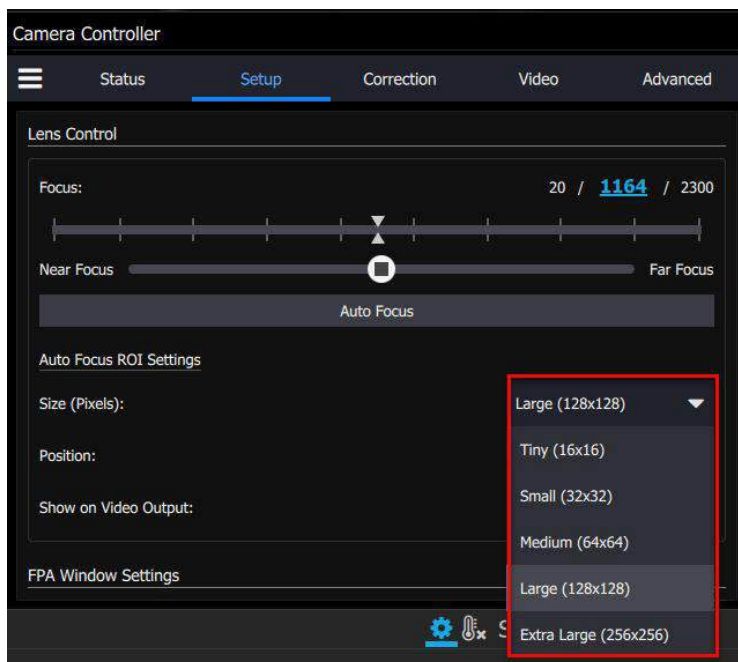 Camera Controller
Status Setup Correction Video Advanced
Lens Control
Focus: 20 / 1164 / 2300
Near Focus Far Focus
Auto Focus
Auto Focus ROI Settings
Size (Pixels): Large (128x128)
Tiny (16x16)
Position:
Small (32x32)
Show on Video Output:
Medium (64x64)
FPA Window Settings
Large (128x128)
S
Extra Large (256x256)